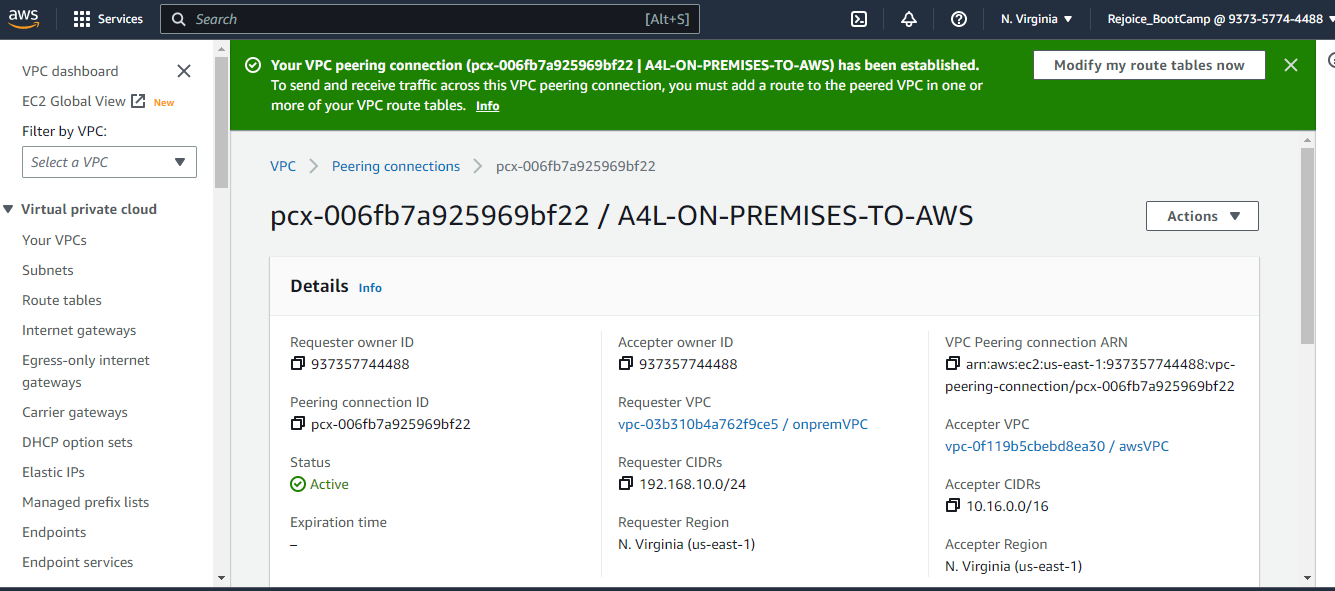 aws
Services
Search
[Alt+S]
N. Virginia
Rejoice_BootCamp @ 9373-5774-4488
VPC dashboard
EC2 Global View New
Filter by VPC:
Select a VPC
Virtual private cloud
Your VPCs
Subnets
Route tables
Internet gateways
Egress-only internet
gateways
Carrier gateways
DHCP option sets
Elastic IPs
Managed prefix lists
Endpoints
Endpoint services
Your VPC peering connection (pcx-006fb7a925969bf22 | A4L-ON-PREMISES-TO-AWS) has been established.
To send and receive traffic across this VPC peering connection, you must add a route to the peered VPC in one or
more of your VPC route tables. Info
Modify my route tables now
VPC
Peering connections
pcx-006fb7a925969bf22
pcx-006fb7a925969bf22 / A4L-ON-PREMISES-TO-AWS
Actions
Details Info
Requester owner ID
937357744488
Peering connection ID
pcx-006fb7a925969bf22
Status
Active
Expiration time
–
Accepter owner ID
937357744488
Requester VPC
vpc-03b310b4a762f9ce5 / onpremVPC
Requester CIDRs
192.168.10.0/24
Requester Region
N. Virginia (us-east-1)
VPC Peering connection ARN
arn:aws:ec2:us-east-1:937357744488:vpc-
peering-connection/pcx-006fb7a925969bf22
Accepter VPC
vpc-0f119b5cbebd8ea30 / awsVPC
Accepter CIDRs
10.16.0.0/16
Accepter Region
N. Virginia (us-east-1)